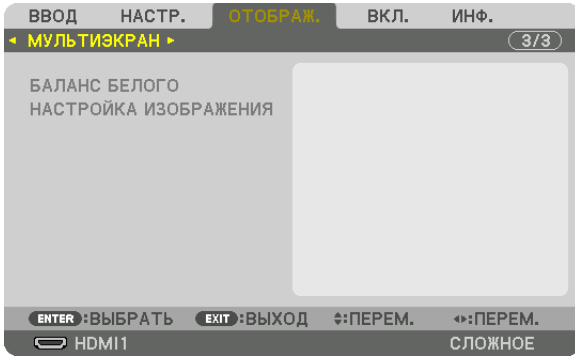 ВВОД НАСТР. ОТОБРАЖ. ВКЛ. ИНФ.
МУЛЬТИЭКРАН 3/3
БАЛАНС БЕЛОГО
НАСТРОЙКА ИЗОБРАЖЕНИЯ
ENTER :ВЫБРАТЬ EXIT :ВЫХОД :ПЕРЕМ. :ПЕРЕМ.
HDMI1 СЛОЖНОЕ